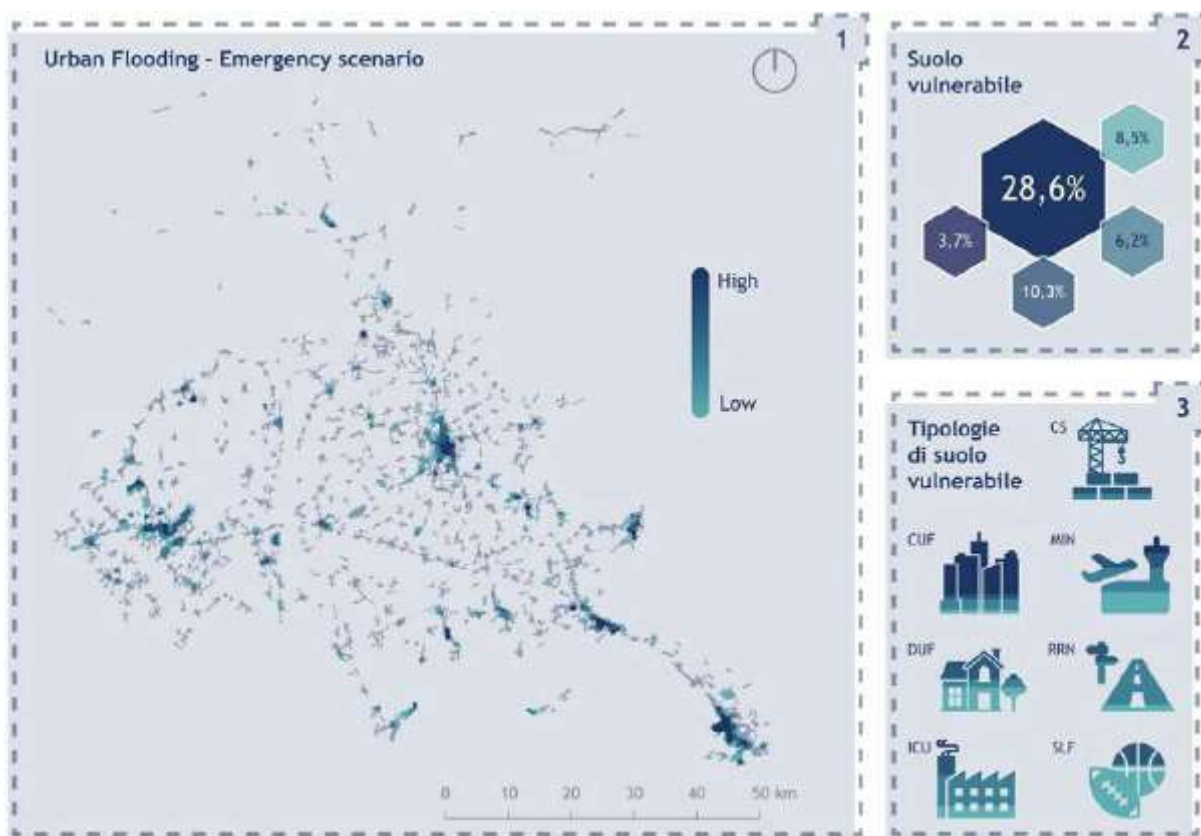 Urban Flooding - Emergency scenario
1
High
Low
0 10 20 30 40 50 km
2
Suolo
vulnerabile
8,5%
28,6%
3,7%
6,2%
10,3%
3
Tipologie
di suolo
vulnerabile
CS
CUF
MIN
DUF
RRN
ICU
SLF